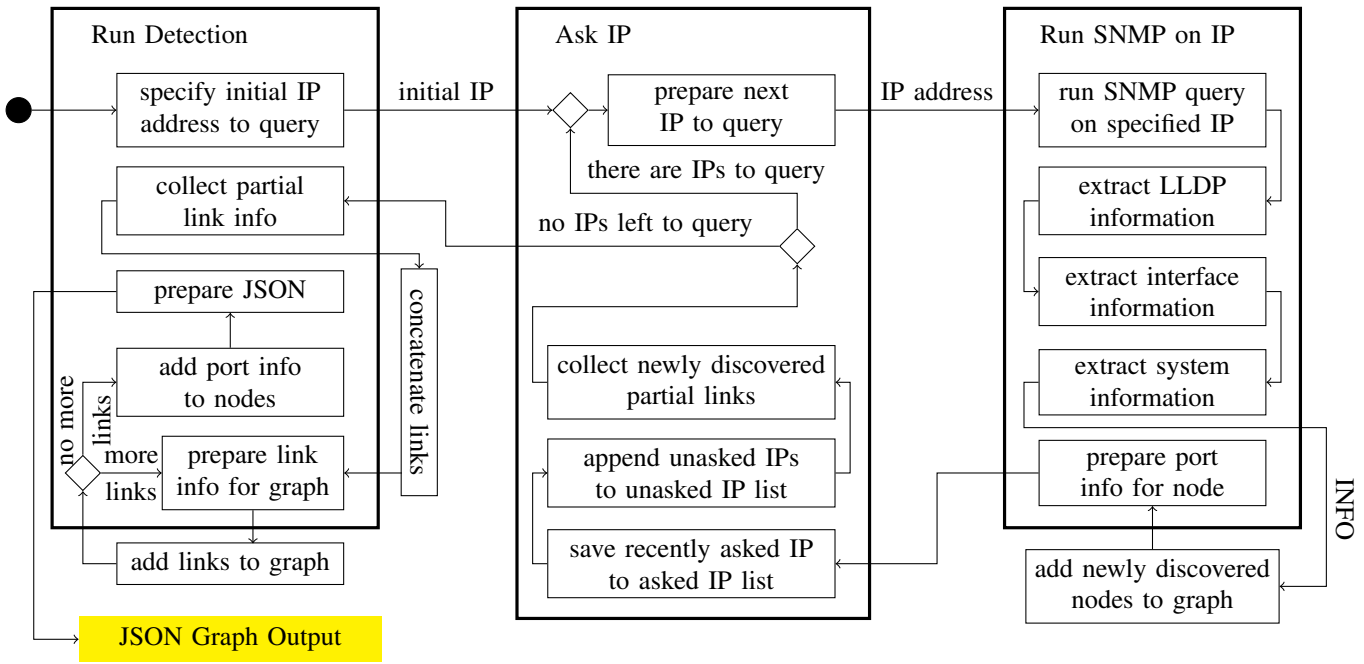 Run Detection
specify initial IP
address to query
initial IP
collect partial
link info
prepare JSON
concatenate links
add port info
to nodes
no more
links
more
links
prepare link
info for graph
add links to graph
JSON Graph Output
Ask IP
prepare next
IP to query
there are IPs to query
no IPs left to query
collect newly discovered
partial links
append unasked IPs
to unasked IP list
save recently asked IP
to asked IP list
IP address
Run SNMP on IP
run SNMP query
on specified IP
extract LLDP
information
extract interface
information
extract system
information
prepare port
info for node
INFO
add newly discovered
nodes to graph